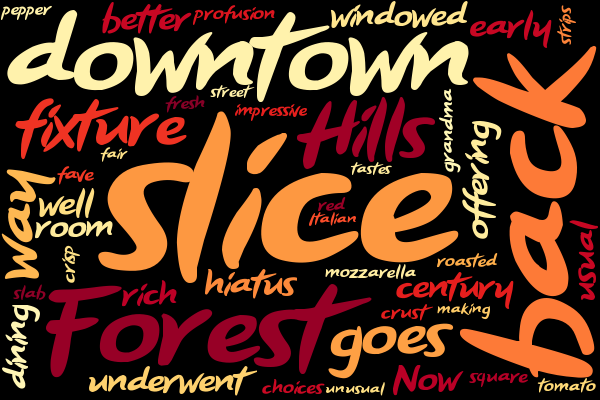 pepper
better
profusion
windowed
early
strips
downtown
street
fresh
impressive
fixture
Hills
grandma
back
fair
tastes
offering
fave
slice
way
well
room
red
Italian
crisp
hiatus
mozzarella
roasted
usual
slab
rich
century
Forest
crust
making
dining
goes
underwent
choices
unusual
Now
square
tomato